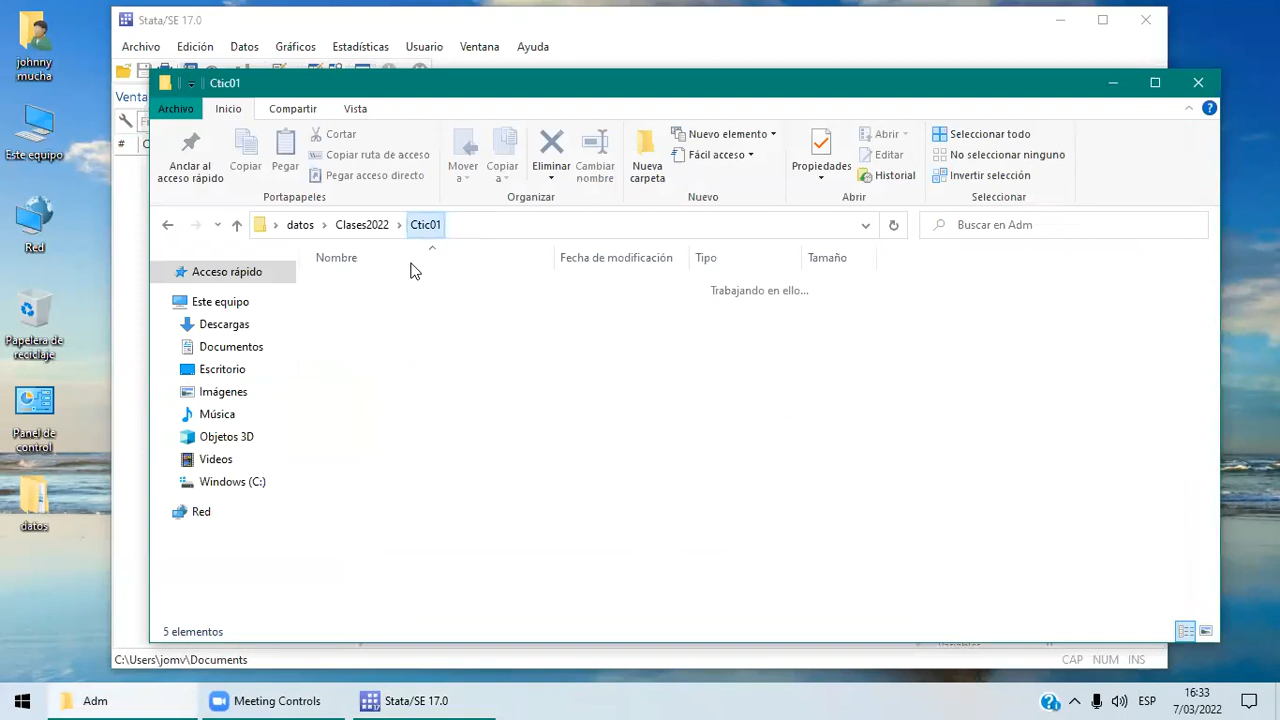 johnny
mucha
Este equipo
Red
Papelera de
reciclaje
Panel de
control
datos
Stata/SE 17.0
Archivo Edición Datos Gráficos Estadísticas Usuario Ventana Ayuda
Ctic01
Archivo Inicio Compartir Vista
Anclar al
acceso rápido
Copiar
Pegar
Cortar
Copiar ruta de acceso
Pegar acceso directo
Portapapeles
Mover
a
Copiar
a
Eliminar
Cambiar
nombre
Organizar
Nueva
carpeta
Nuevo elemento
Fácil acceso
Nuevo
Propiedades
Abrir
Editar
Historial
Abrir
Seleccionar todo
No seleccionar ninguno
Invertir selección
Seleccionar
datos > Clases2022 > Ctic01
Buscar en Adm
Nombre Fecha de modificación Tipo Tamaño
Trabajando en ello...
Acceso rápido
Este equipo
Descargas
Documentos
Escritorio
Imágenes
Música
Objetos 3D
Videos
Windows (C:)
Red
5 elementos
C:\Users\jomv\Documents
CAP NUM INS
Adm
Meeting Controls
Stata/SE 17.0
ESP
16:33
7/03/2022